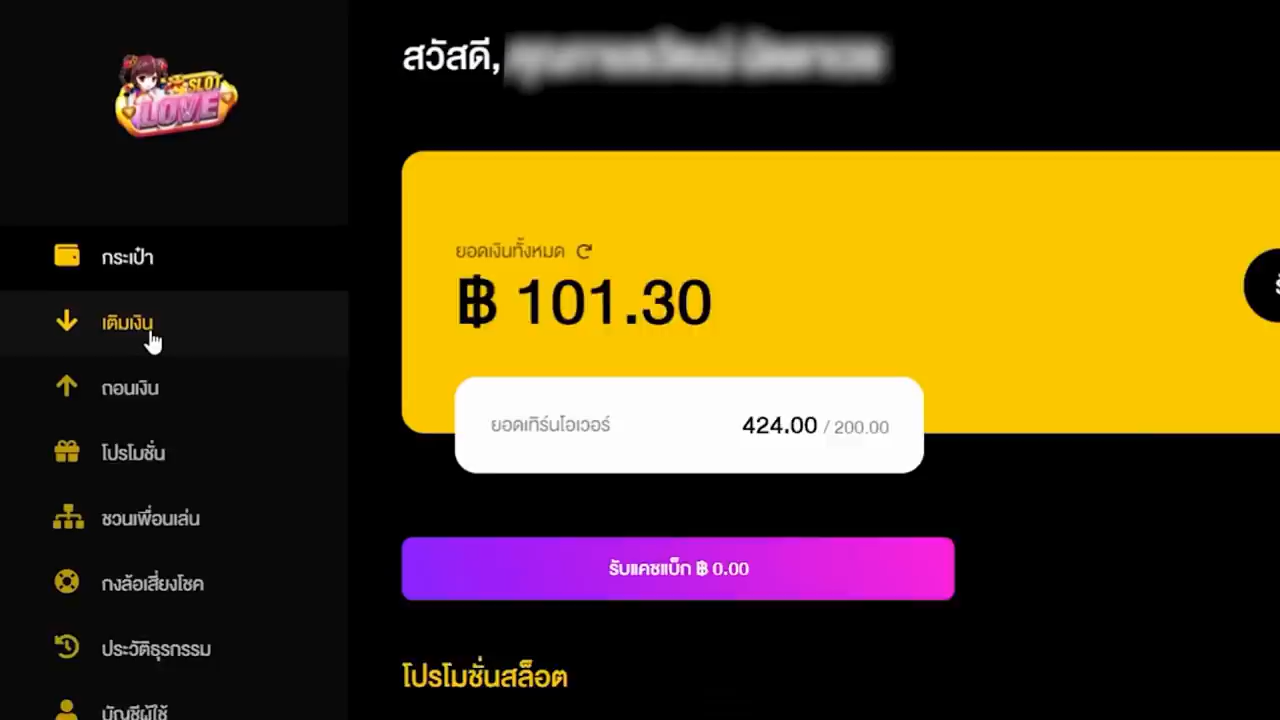 SLOT
LOVE
สวัสดี,
กระเป๋า
เติมเงิน
ถอนเงิน
โปรโมชั่น
ชวนเพื่อนเล่น
กงล้อเสี่ยงโชค
ประวัติธุรกรรม
บัญชีผู้ใช้
ยอดเงินทั้งหมด
฿ 101.30
ยอดเทิร์นโอเวอร์ 424.00 / 200.00
รับแคชแบ็ก ฿ 0.00
โปรโมชั่นสล็อต